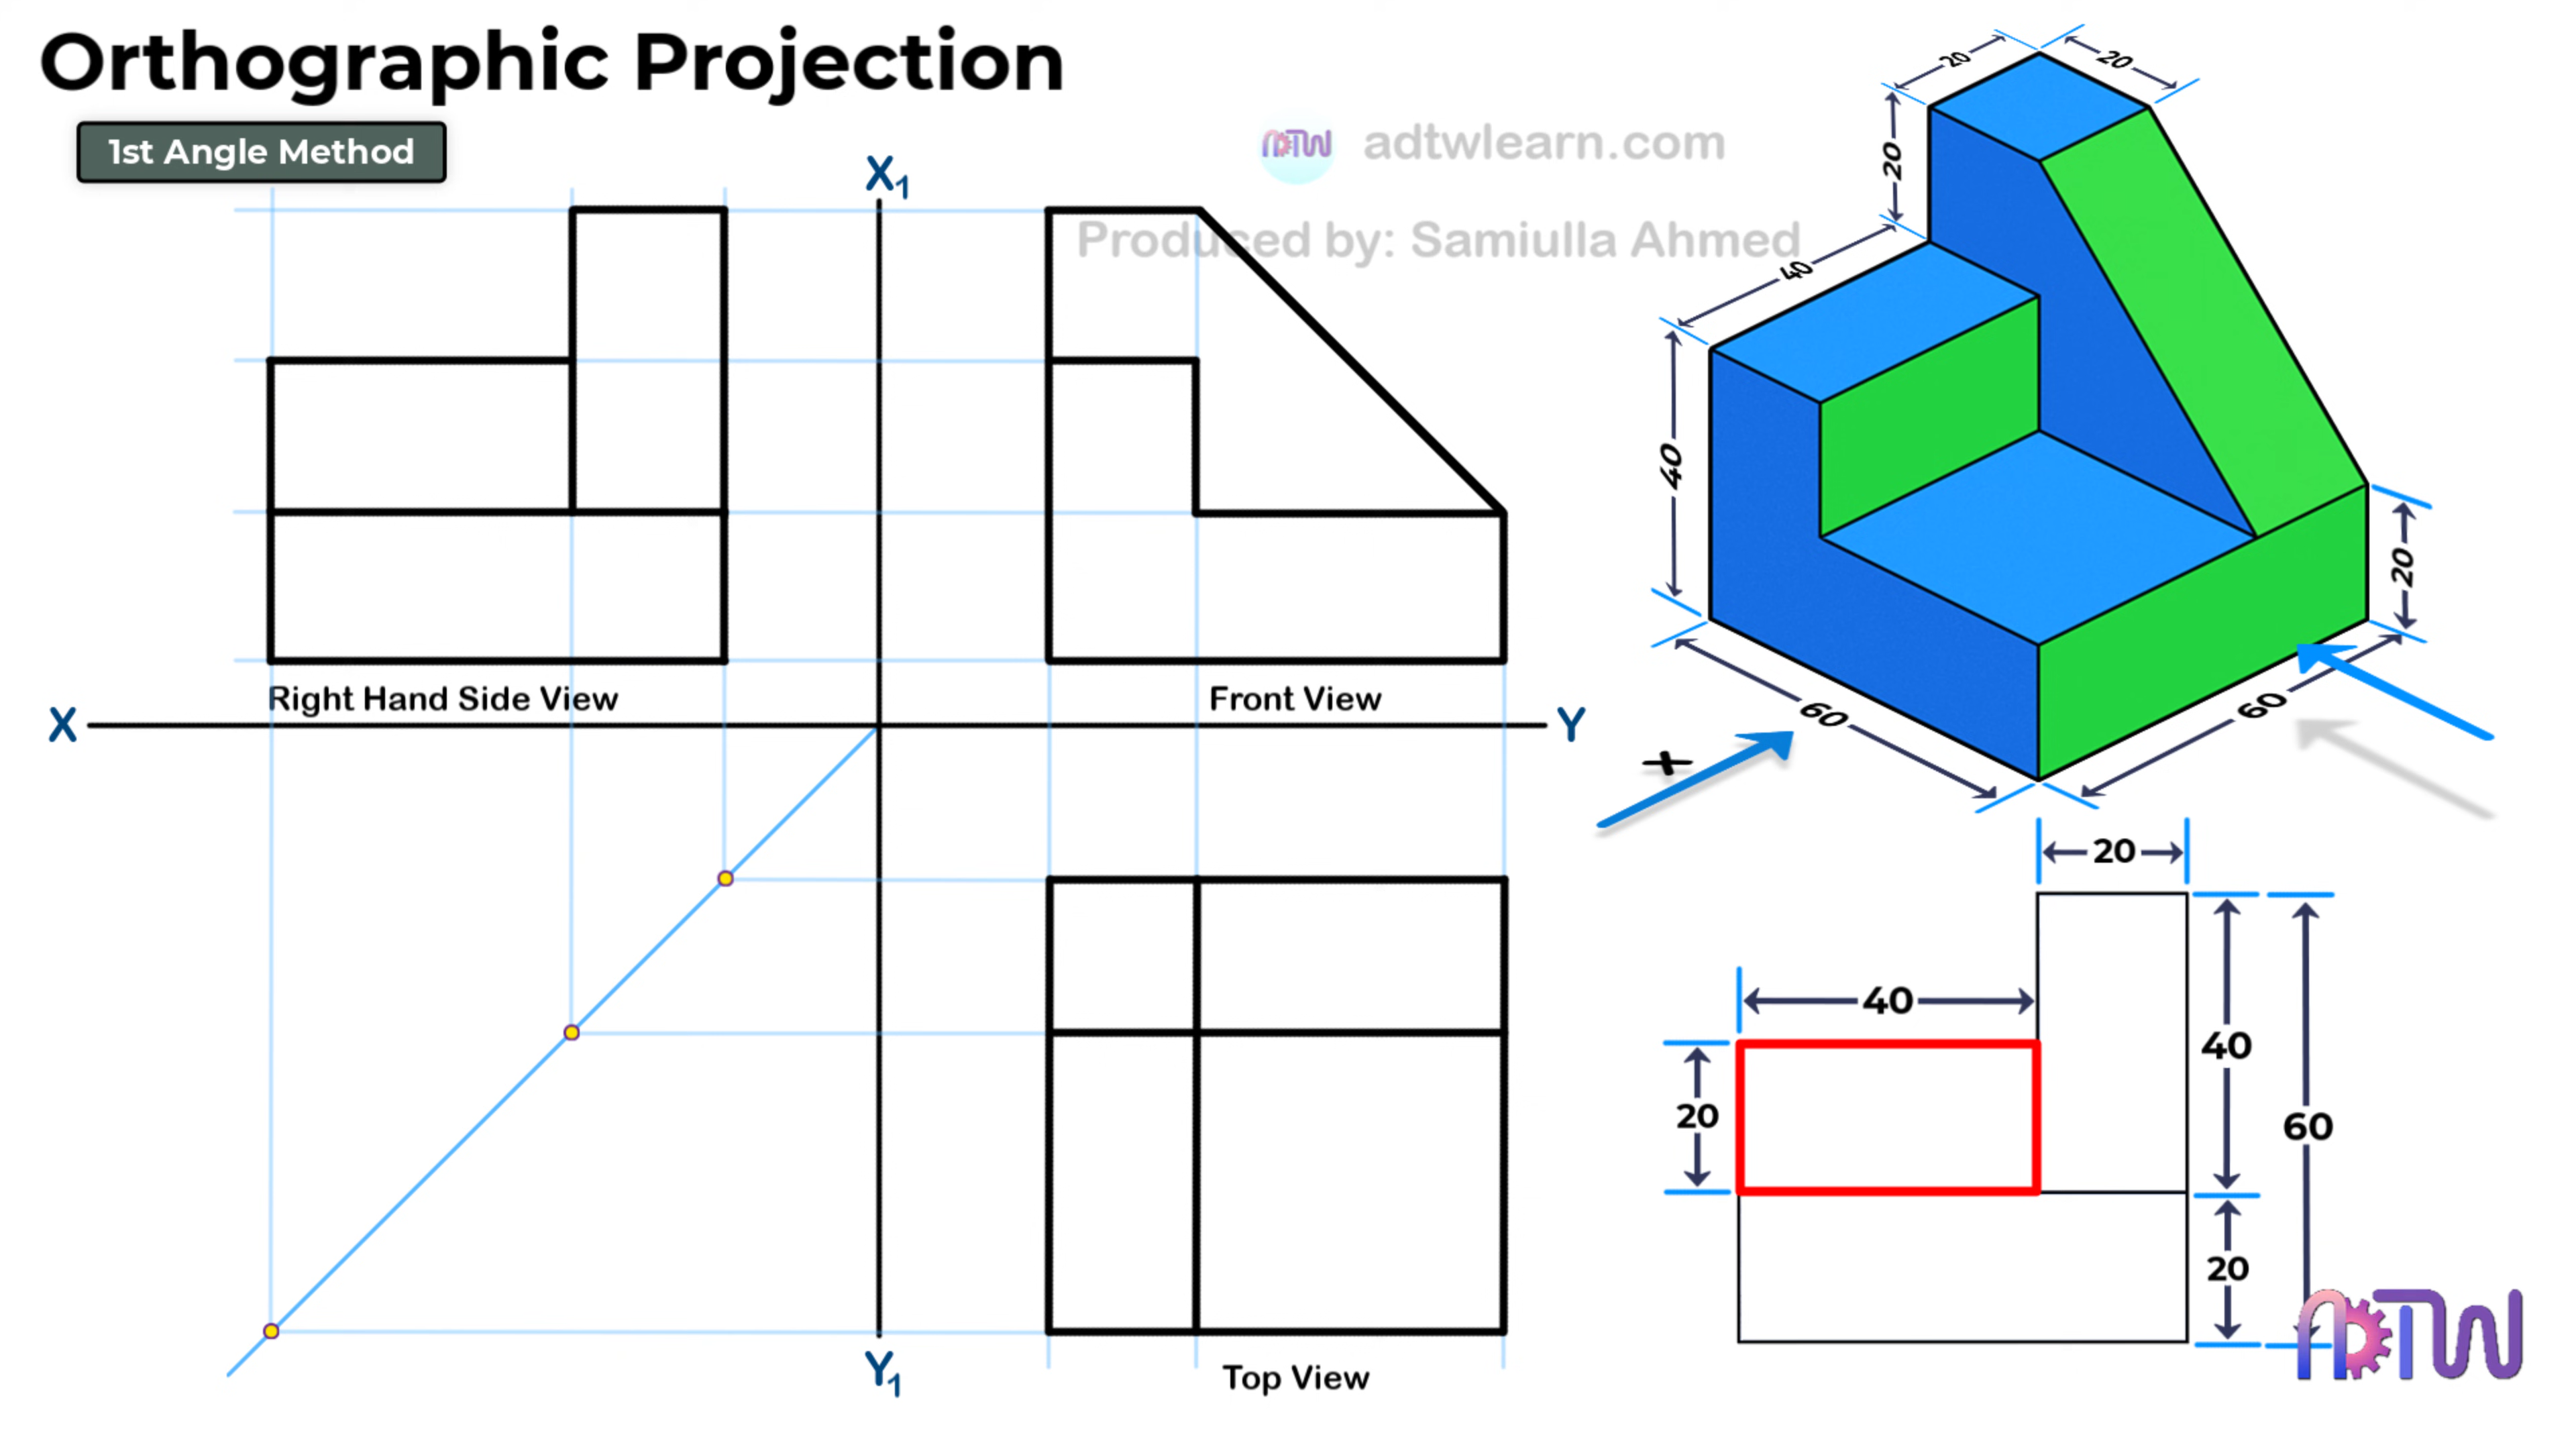 Orthographic Projection
1st Angle Method
adtwlearn.com
Produced by: Samiulla Ahmed
X1
Right Hand Side View
Front View
X
Y
Y1
Top View
20
20
20
40
40
20
60
60
X
20
40
40
20
60
20
ADTW